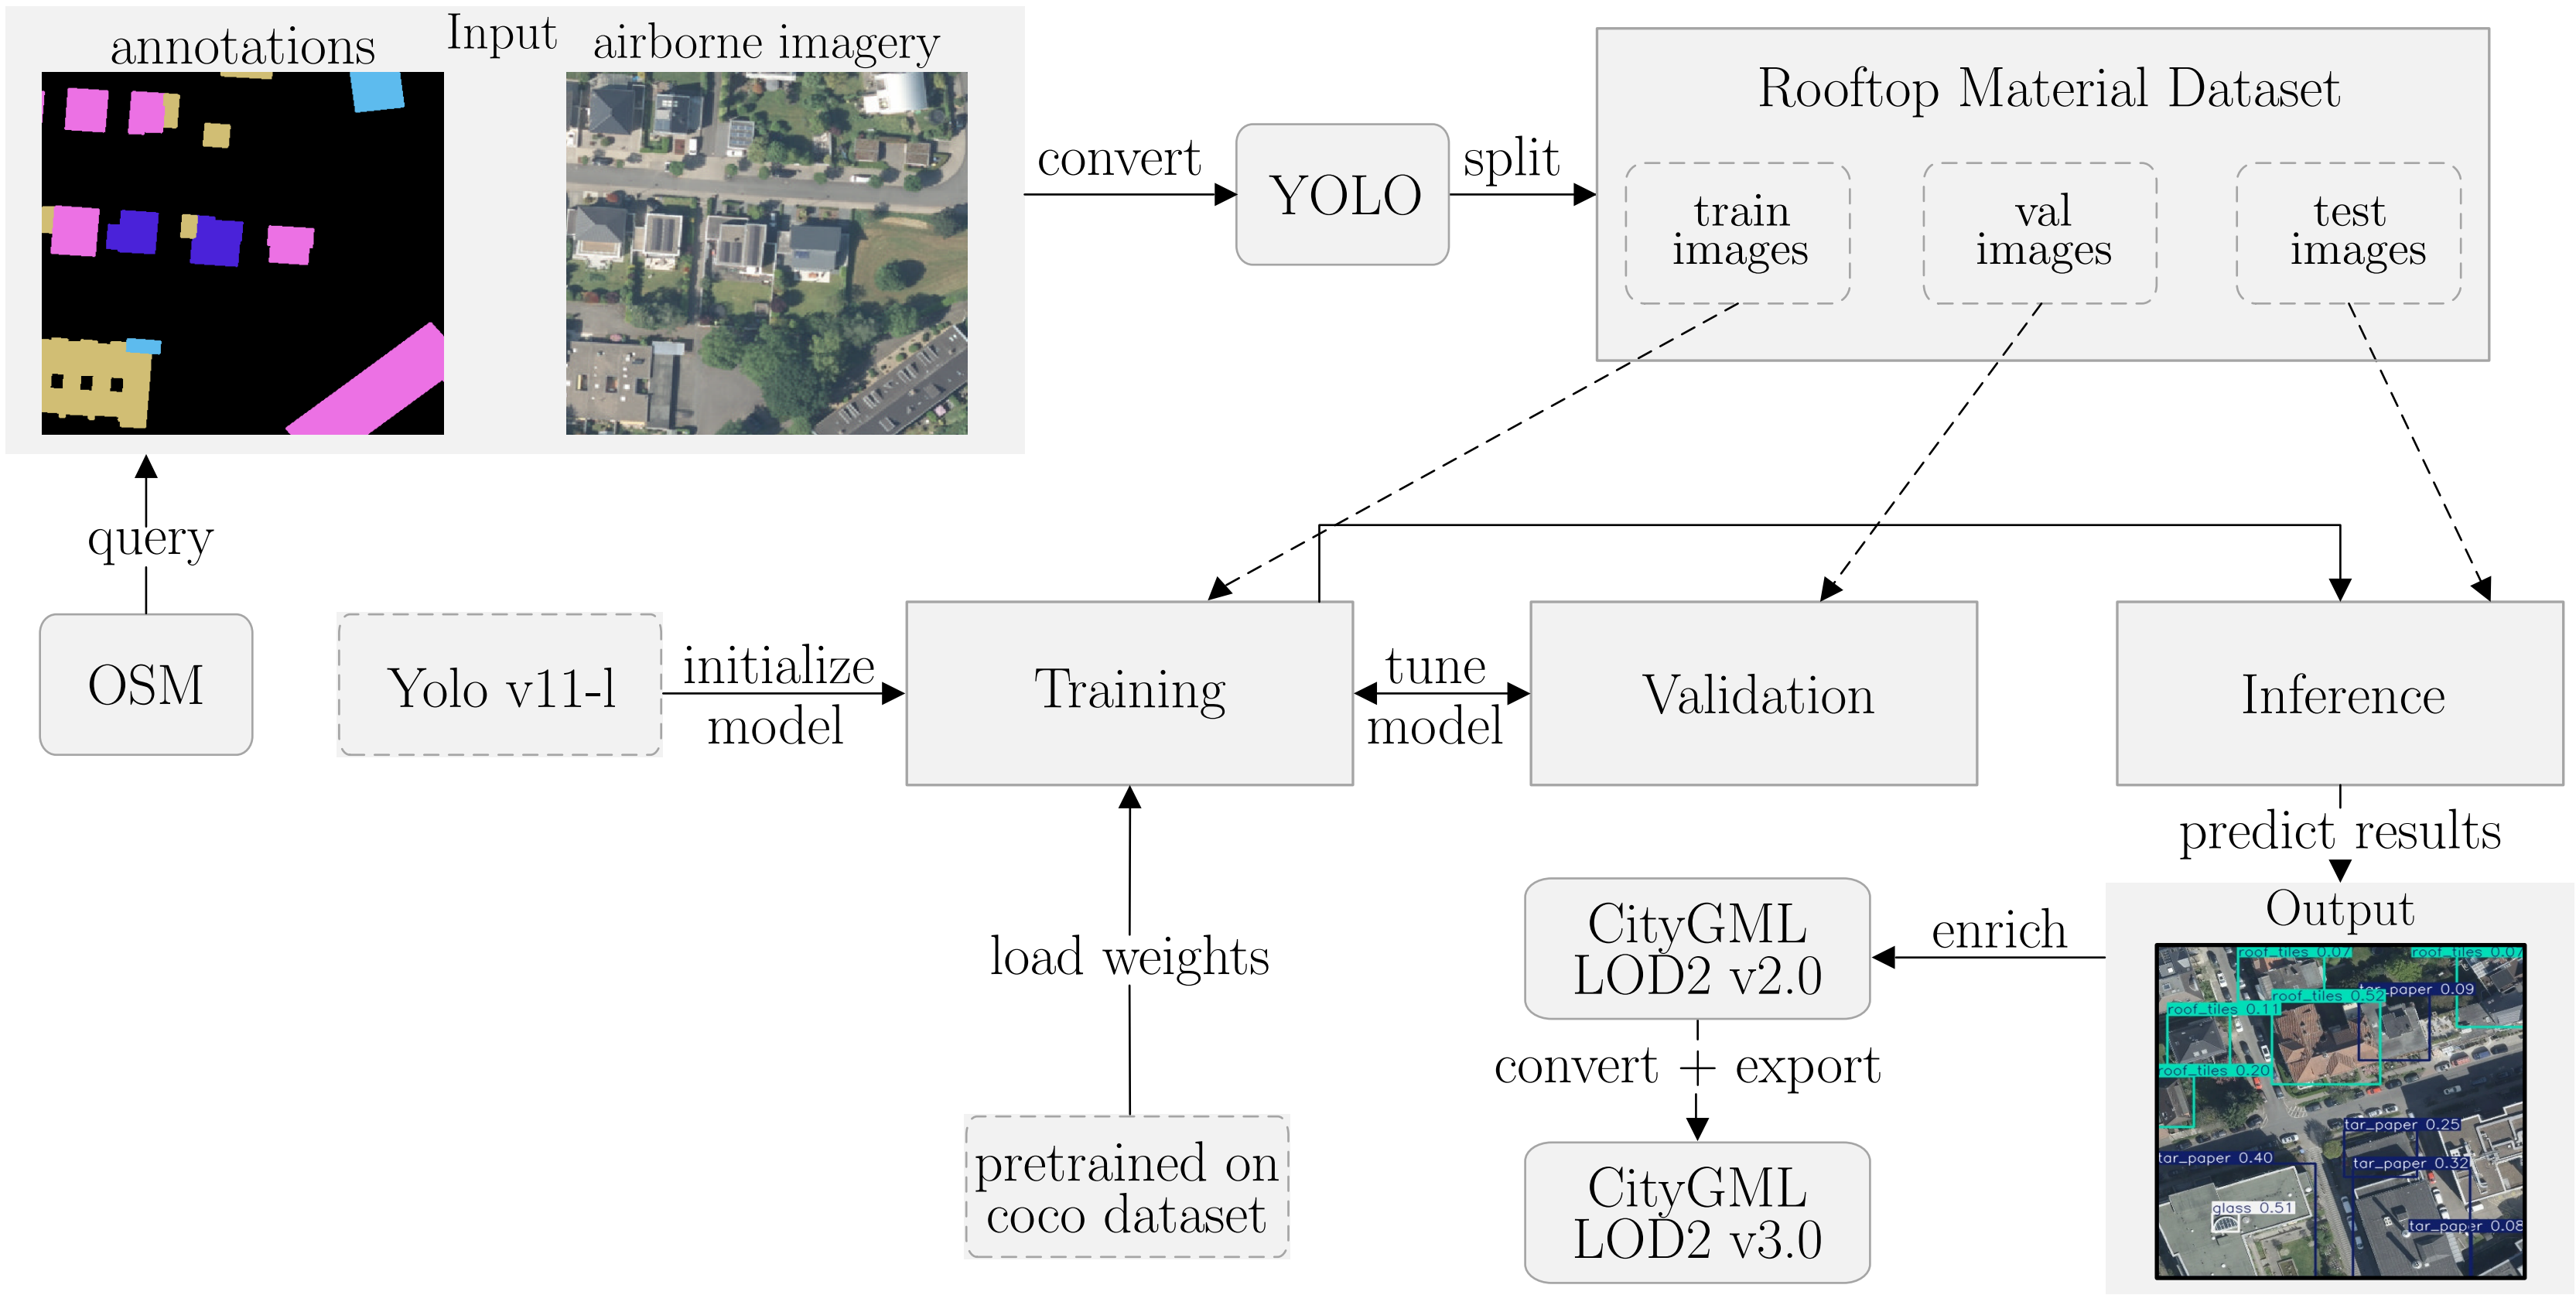 Input
annotations
airborne imagery
convert
YOLO
split
Rooftop Material Dataset
train
images
val
images
test
images
query
OSM
Yolo v11-l
initialize
model
Training
tune
model
Validation
Inference
predict results
load weights
pretrained on
coco dataset
CityGML
LOD2 v2.0
enrich
convert + export
CityGML
LOD2 v3.0
Output
roof_tiles 0.07
roof_tiles 0.07
roof_tiles 0.52
tar_paper 0.09
roof_tiles 0.11
roof_tiles 0.20
tar_paper 0.25
tar_paper 0.40
tar_paper 0.32
glass 0.51
tar_paper 0.08